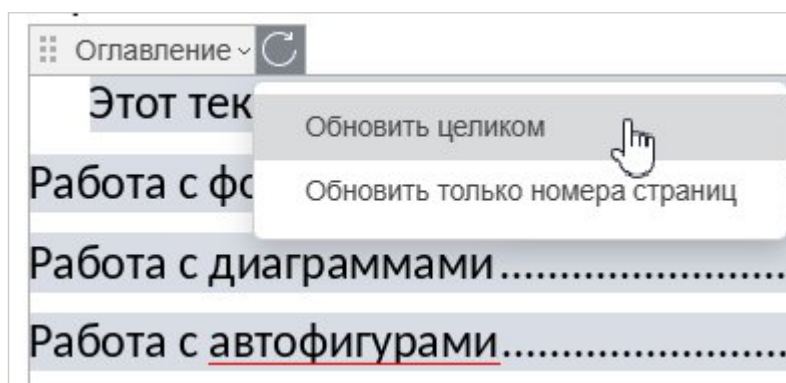 Оглавление
Этот тек
Обновить целиком
Работа с фо
Обновить только номера страниц
Работа с диаграммами........................
Работа с автофигурами........................